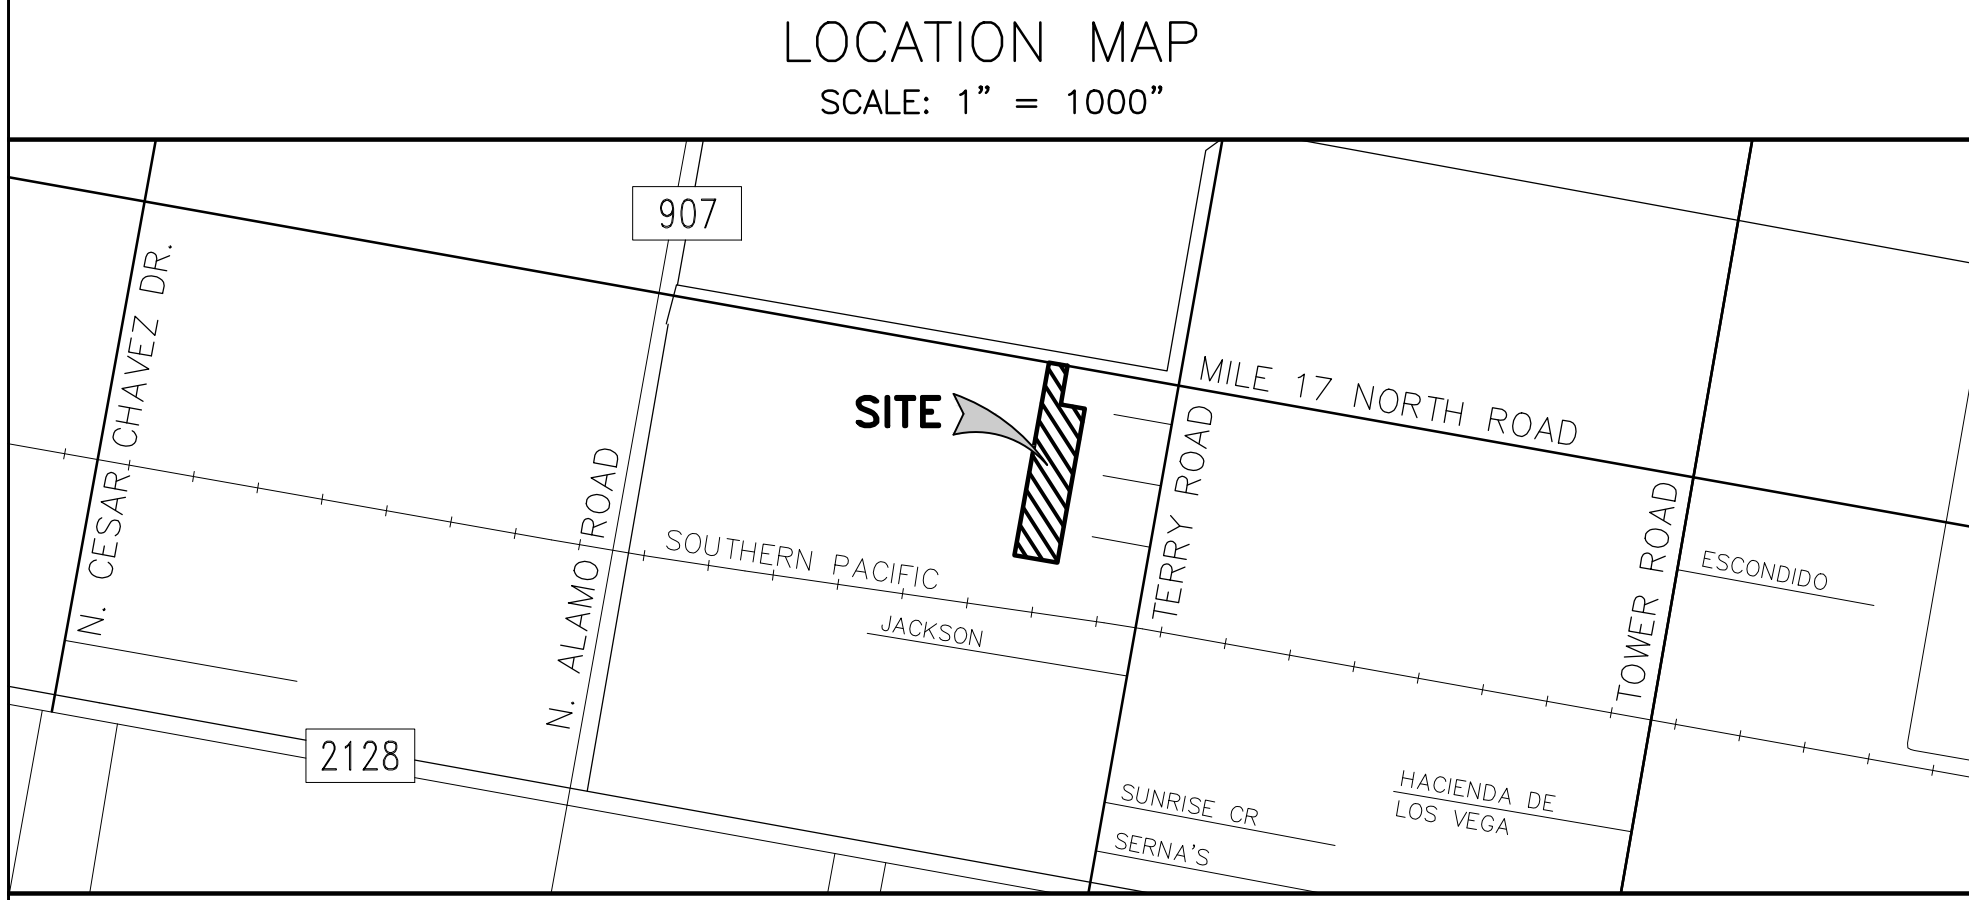 LOCATION MAP
SCALE: 1” = 1000”
907
N. CESAR CHAVEZ DR.
SITE
MILE 17 NORTH ROAD
N. ALAMO ROAD
TERRY ROAD
TOWER ROAD
SOUTHERN PACIFIC
ESCONDIDO
JACKSON
2128
SUNRISE CR
HACIENDA DE
LOS VEGA
SERNA'S